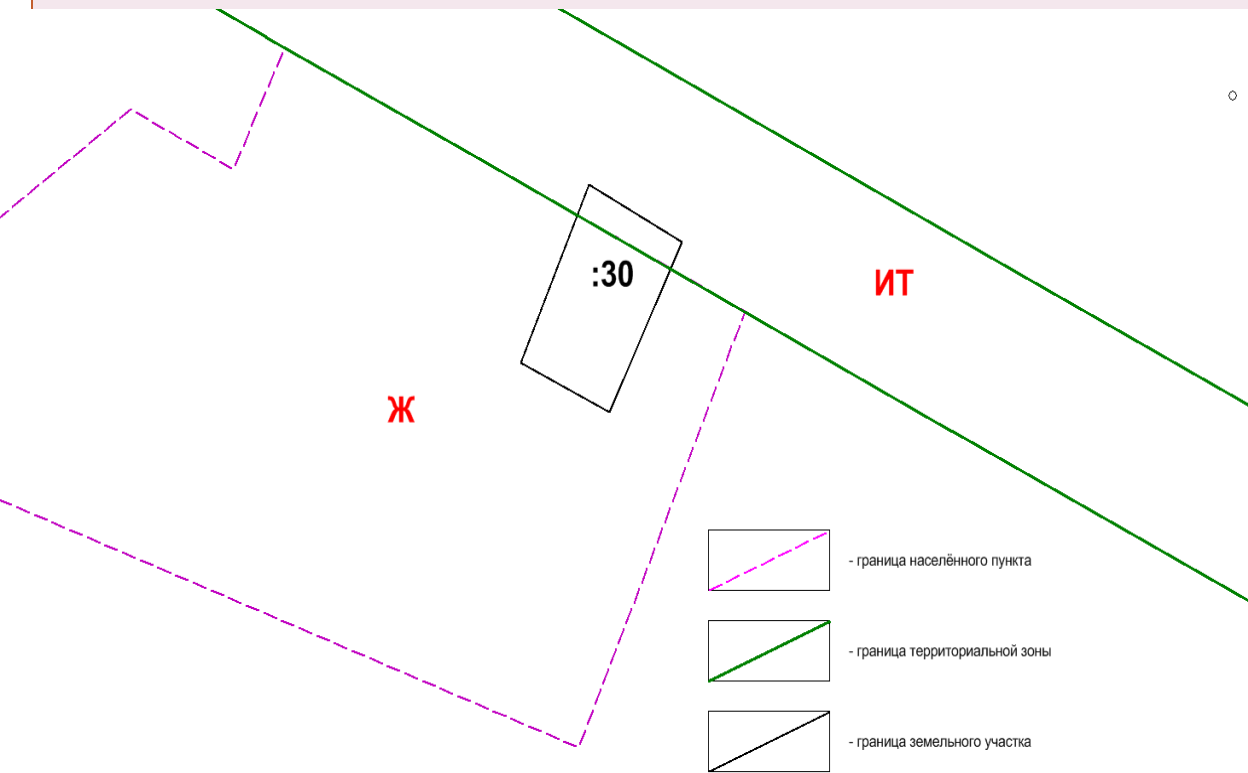 :30
ИТ
Ж
- граница населённого пункта
- граница территориальной зоны
- граница земельного участка